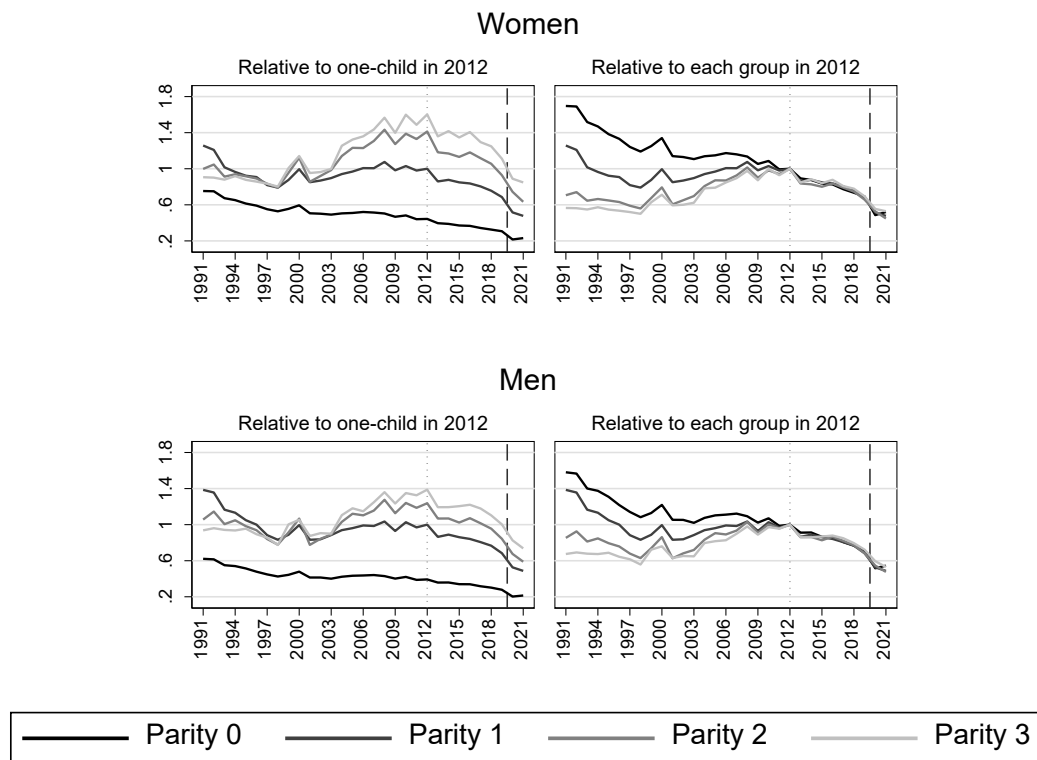 Women
Relative to one-child in 2012
Relative to each group in 2012
1.8
1.4
1
.6
.2
1991 1994 1997 2000 2003 2006 2009 2012 2015 2018 2021
1991 1994 1997 2000 2003 2006 2009 2012 2015 2018 2021
Men
Relative to one-child in 2012
Relative to each group in 2012
1.8
1.4
1
.6
.2
1991 1994 1997 2000 2003 2006 2009 2012 2015 2018 2021
1991 1994 1997 2000 2003 2006 2009 2012 2015 2018 2021
Parity 0 Parity 1 Parity 2 Parity 3